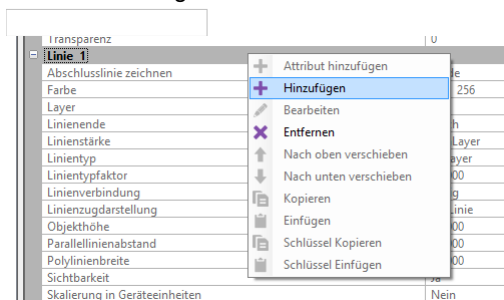 Transparenz 0
Linie 1
Abschlusslinie zeichnen
Attribut hinzufügen
Farbe 256
Hinzufügen
Layer
Bearbeiten
Linienende
Entfernen
Linienstärke Layer
Nach oben verschieben
Linientyp
Linientypfaktor
Nach unten verschieben
Linienverbindung
Kopieren
Linienzugdarstellung
Einfügen
Objekthöhe
Schlüssel Kopieren
Parallellinienabstand
Polylinienbreite
Schlüssel Einfügen
Sichtbarkeit
Skalierung in Geräteeinheiten Nein